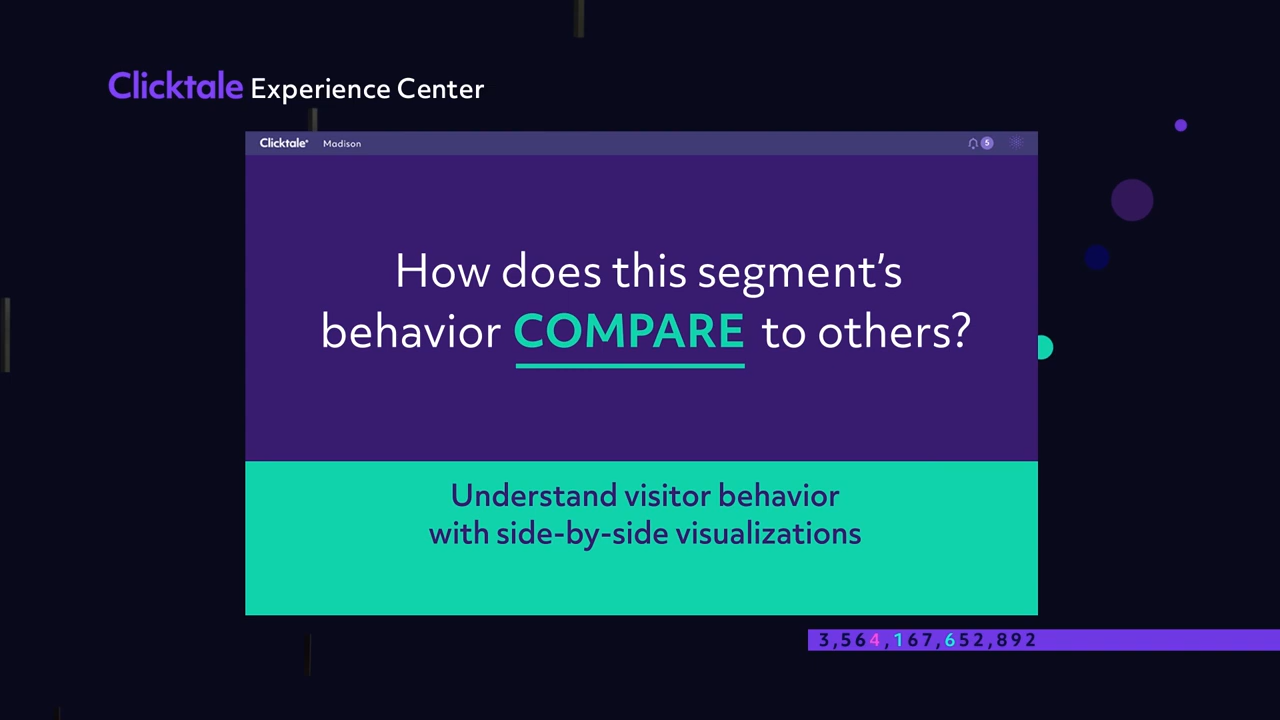 Clicktale Experience Center
Clicktale® Madison 5
How does this segment’s
behavior COMPARE to others?
Understand visitor behavior
with side-by-side visualizations
3,564,167,652,892